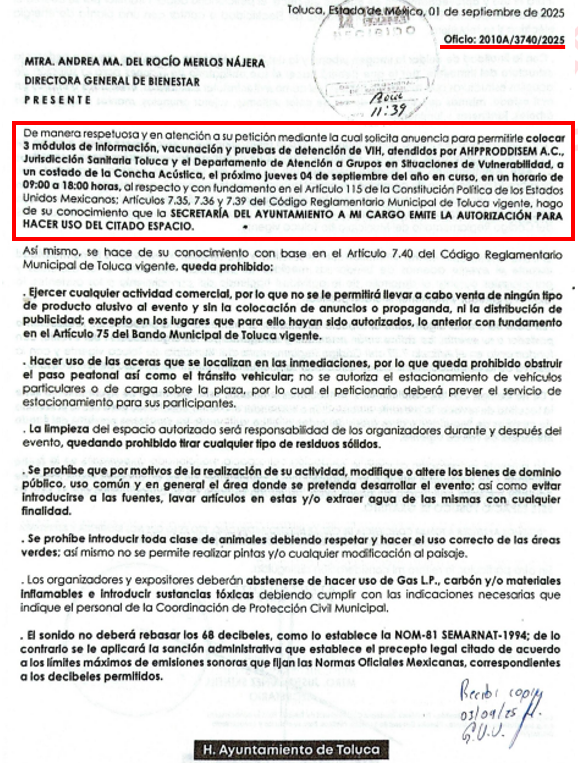 Toluca, Estado de México, 01 de septiembre de 2025
RECIBIDO
Oficio: 2010A/3740/2025
MTRA. ANDREA MA. DEL ROCÍO MERLOS NÁJERA
DIRECTORA GENERAL DE BIENESTAR
P R E S E N T E
11:39
De manera respetuosa y en atención a su petición mediante la cual solicita anuencia para permitirle colocar
3 módulos de información, vacunación y pruebas de detención de VIH, atendidos por AHPPRODDISEM A.C.,
Jurisdicción Sanitaria Toluca y el Departamento de Atención a Grupos en Situaciones de Vulnerabilidad, a
un costado de la Concha Acústica, el próximo jueves 04 de septiembre del año en curso, en un horario de
09:00 a 18:00 horas, al respecto y con fundamento en el Artículo 115 de la Constitución Política de los Estados
Unidos Mexicanos; Artículos 7.35, 7.36 y 7.39 del Código Reglamentario Municipal de Toluca vigente, hago
de su conocimiento que la SECRETARÍA DEL AYUNTAMIENTO A MI CARGO EMITE LA AUTORIZACIÓN PARA
HACER USO DEL CITADO ESPACIO.
Así mismo, se hace de su conocimiento con base en el Artículo 7.40 del Código Reglamentario
Municipal de Toluca vigente, queda prohibido:
. Ejercer cualquier actividad comercial, por lo que no se le permitirá llevar a cabo venta de ningún tipo
de producto alusivo al evento y sin la colocación de anuncios o propaganda, ni la distribución de
publicidad; excepto en los lugares que para ello hayan sido autorizados, lo anterior con fundamento
en el Artículo 75 del Bando Municipal de Toluca vigente.
. Hacer uso de las aceras que se localizan en las inmediaciones, por lo que queda prohibido obstruir
el paso peatonal así como el tránsito vehicular; no se autoriza el estacionamiento de vehículos
particulares o de carga sobre la plaza, por lo cual el peticionario deberá prever el servicio de
estacionamiento para sus participantes.
. La limpieza del espacio autorizado será responsabilidad de los organizadores durante y después del
evento, quedando prohibido tirar cualquier tipo de residuos sólidos.
. Se prohíbe que por motivos de la realización de su actividad, modifique o altere los bienes de dominio
público, uso común y en general el área donde se pretenda desarrollar el evento; así como evitar
introducirse a las fuentes, lavar artículos en estas y/o extraer agua de las mismas con cualquier
finalidad.
. Se prohíbe introducir toda clase de animales debiendo respetar y hacer el uso correcto de las áreas
verdes; así mismo no se permite realizar pintas y/o cualquier modificación al paisaje.
. Los organizadores y expositores deberán abstenerse de hacer uso de Gas L.P., carbón y/o materiales
inflamables e introducir sustancias tóxicas debiendo cumplir con las indicaciones necesarias que
indique el personal de la Coordinación de Protección Civil Municipal.
. El sonido no deberá rebasar los 68 decibeles, como lo establece la NOM-81 SEMARNAT-1994; de lo
contrario se le aplicará la sanción administrativa que establece el precepto legal citado de acuerdo
a los límites máximos de emisiones sonoras que fijan las Normas Oficiales Mexicanas, correspondientes
a los decibeles permitidos.
Recibí copia
03/09/25
G.U.U.
H. Ayuntamiento de Toluca